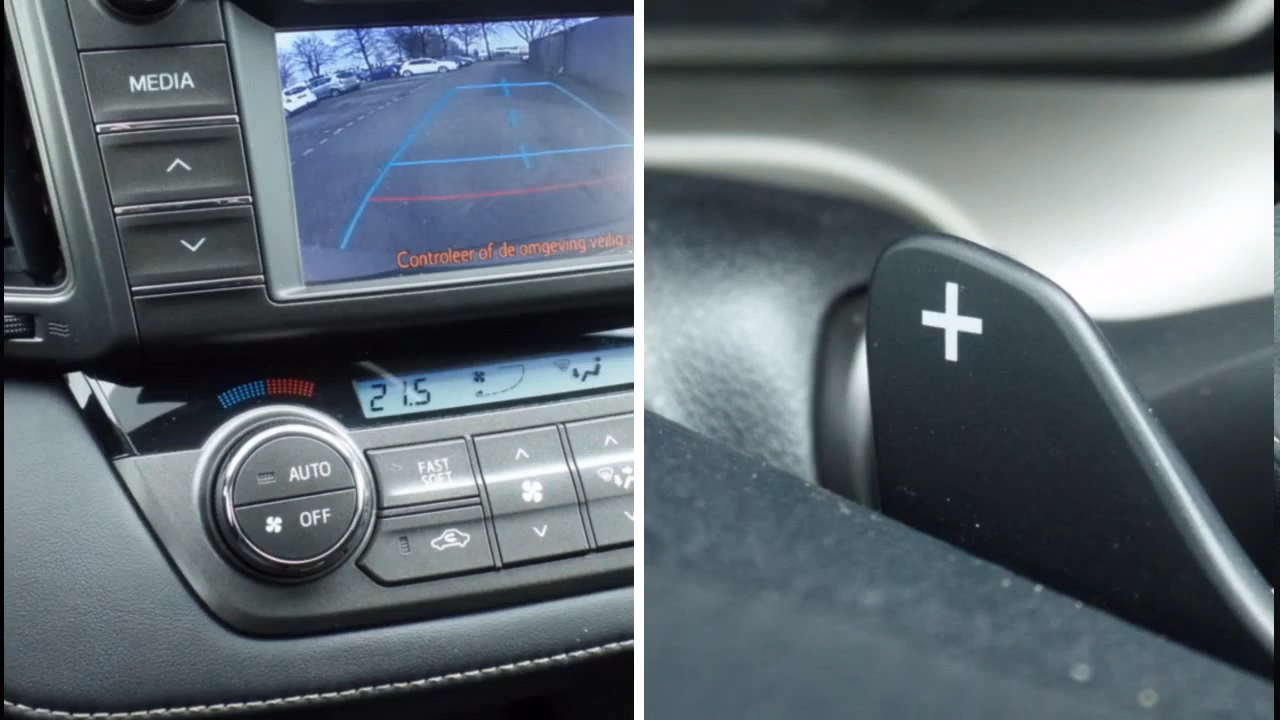 MEDIA
Controleer of de omgeving veilig
21.5
AUTO
OFF
FAST
SOFT
+